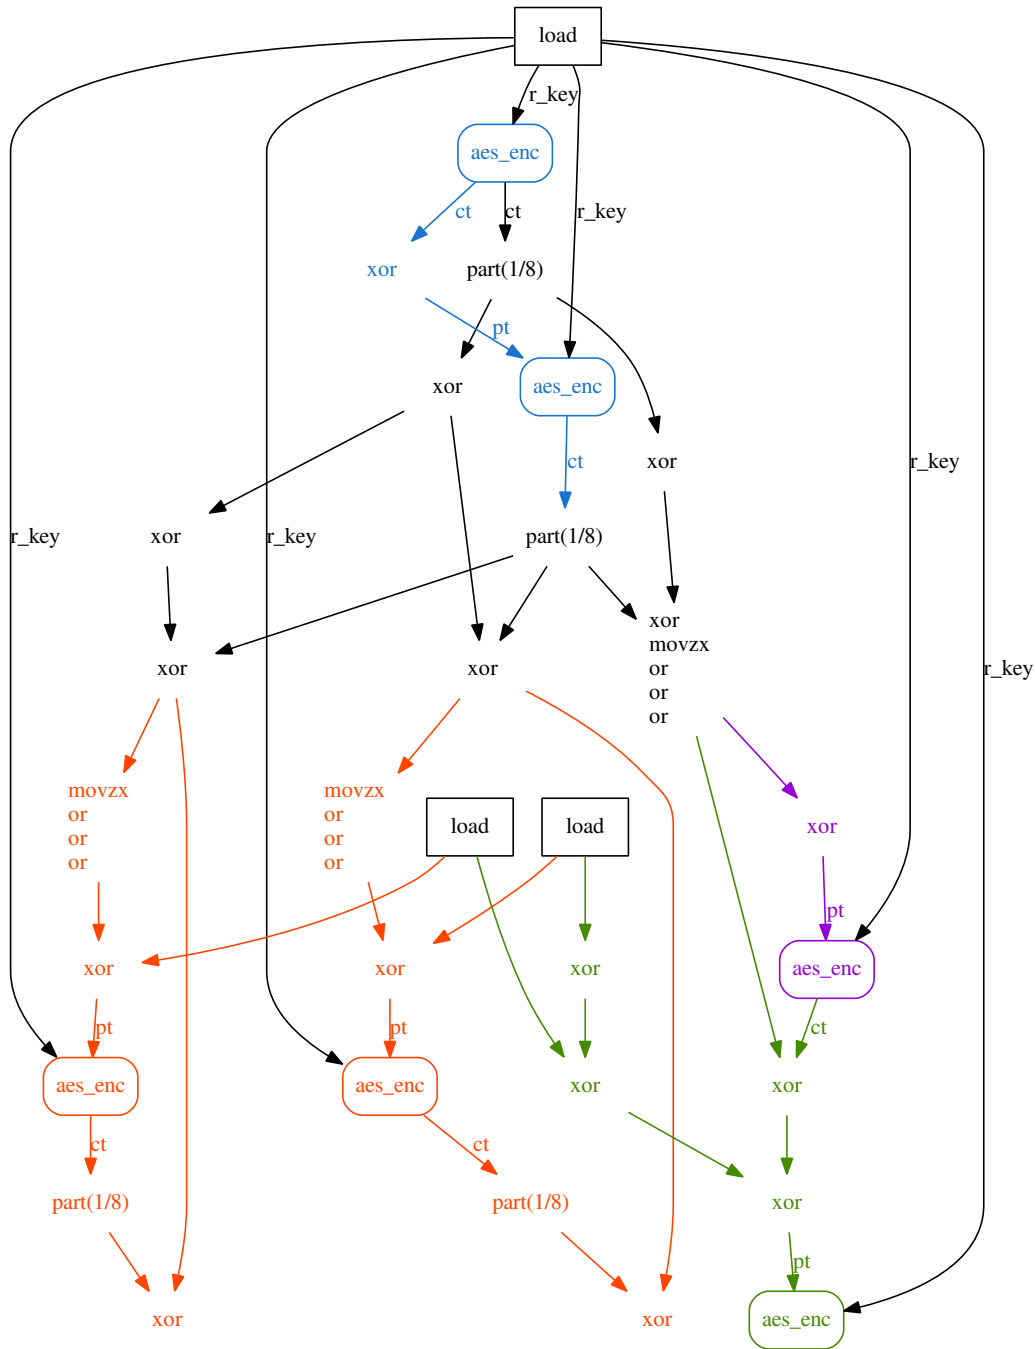 load
r_key
aes_enc
ct
ct
r_key
xor
part(1/8)
pt
xor
aes_enc
ct
xor
r_key
r_key
xor
r_key
part(1/8)
xor
movzx
or
or
or
xor
xor
r_key
movzx
or
or
or
movzx
or
or
or
load
load
xor
pt
xor
xor
xor
aes_enc
pt
pt
ct
aes_enc
aes_enc
xor
xor
ct
ct
part(1/8)
part(1/8)
xor
pt
xor
xor
aes_enc